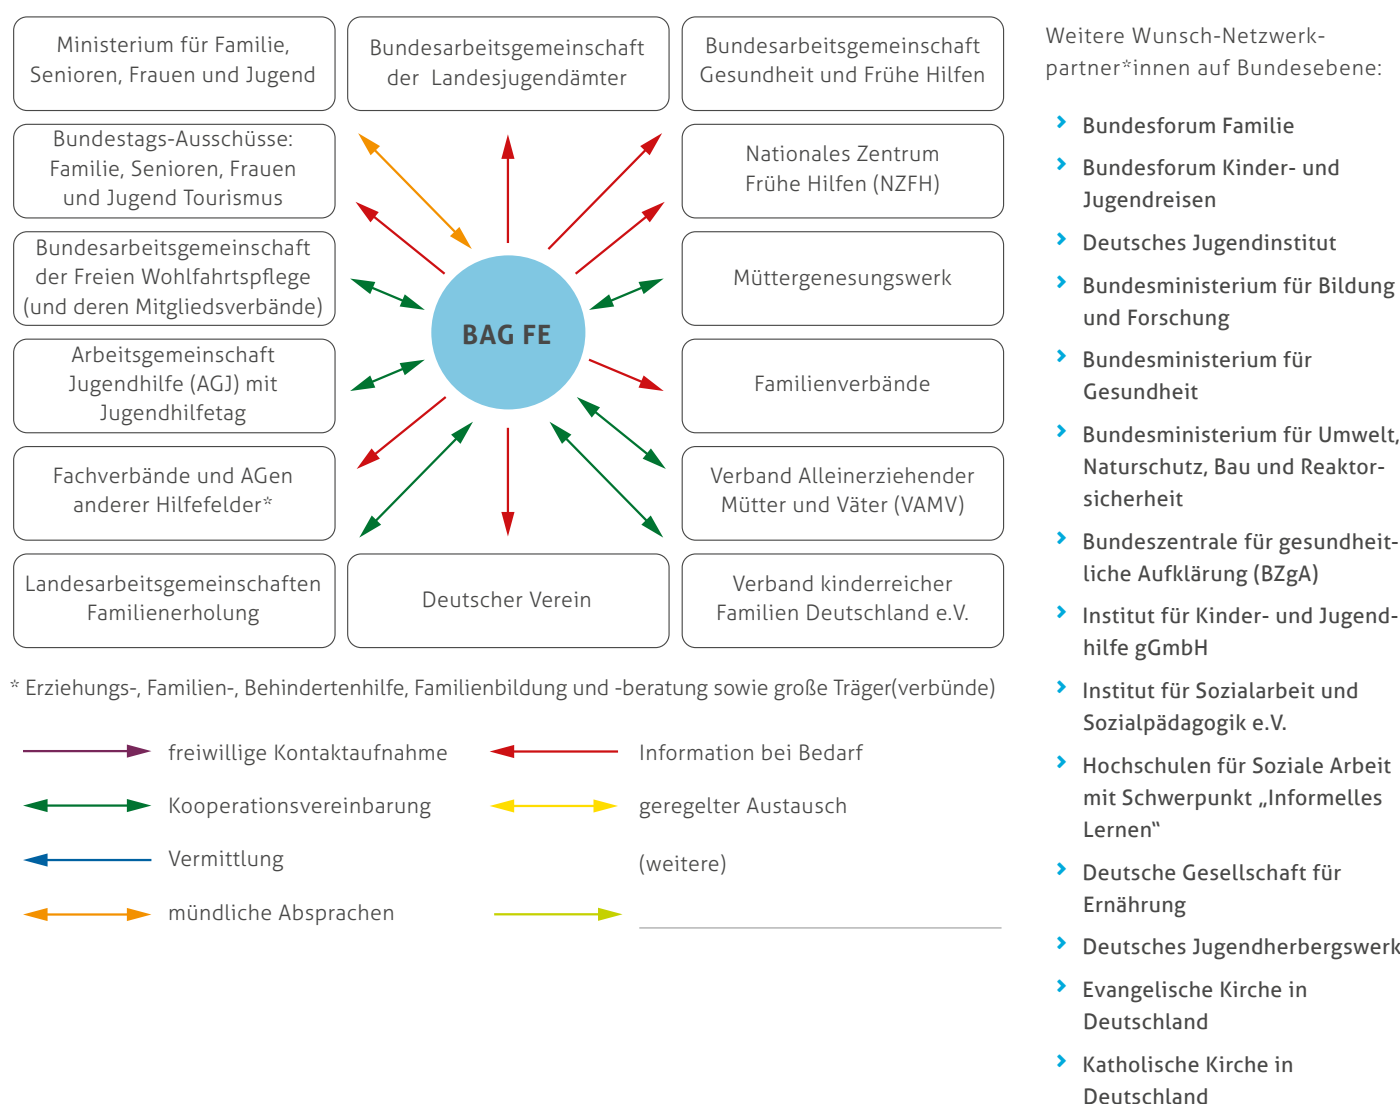 Ministerium für Familie,
Senioren, Frauen und Jugend
Bundesarbeitsgemeinschaft
der Landesjugendämter
Bundesarbeitsgemeinschaft
Gesundheit und Frühe Hilfen
Bundestags-Ausschüsse:
Familie, Senioren, Frauen
und Jugend Tourismus
Nationales Zentrum
Frühe Hilfen (NZFH)
Bundesarbeitsgemeinschaft
der Freien Wohlfahrtspflege
(und deren Mitgliedsverbände)
Müttergenesungswerk
BAG FE
Arbeitsgemeinschaft
Jugendhilfe (AGJ) mit
Jugendhilfetag
Familienverbände
Fachverbände und AGen
anderer Hilfefelder*
Verband Alleinerziehender
Mütter und Väter (VAMV)
Landesarbeitsgemeinschaften
Familienerholung
Deutscher Verein
Verband kinderreicher
Familien Deutschland e.V.
* Erziehungs-, Familien-, Behindertenhilfe, Familienbildung und -beratung sowie große Träger(verbünde)
freiwillige Kontaktaufnahme
Kooperationsvereinbarung
Vermittlung
mündliche Absprachen
Information bei Bedarf
geregelter Austausch
(weitere)
Weitere Wunsch-Netzwerk-
partner*innen auf Bundesebene:
Bundesforum Familie
Bundesforum Kinder- und
Jugendreisen
Deutsches Jugendinstitut
Bundesministerium für Bildung
und Forschung
Bundesministerium für
Gesundheit
Bundesministerium für Umwelt,
Naturschutz, Bau und Reaktor-
sicherheit
Bundeszentrale für gesundheit-
liche Aufklärung (BZgA)
Institut für Kinder- und Jugend-
hilfe gGmbH
Institut für Sozialarbeit und
Sozialpädagogik e.V.
Hochschulen für Soziale Arbeit
mit Schwerpunkt „Informelles
Lernen“
Deutsche Gesellschaft für
Ernährung
Deutsches Jugendherbergswerk
Evangelische Kirche in
Deutschland
Katholische Kirche in
Deutschland